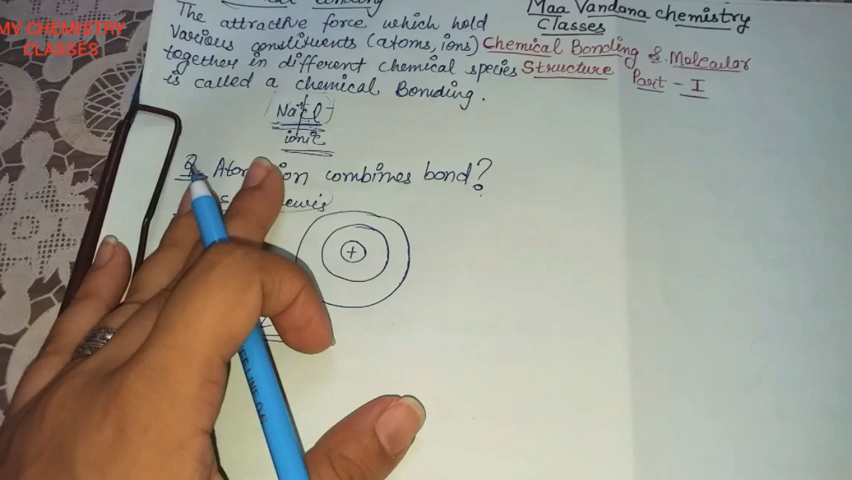 MV CHEMISTRY
CLASSES
The attractive force which hold
Various constituents (atoms, ions)
together in different chemical species
is called a chemical Bonding.
Maa Vandana chemistry
Classes
Chemical Bonding & Molecular
Structure Part - I
NaCl
ionic
Q combines bond?
+